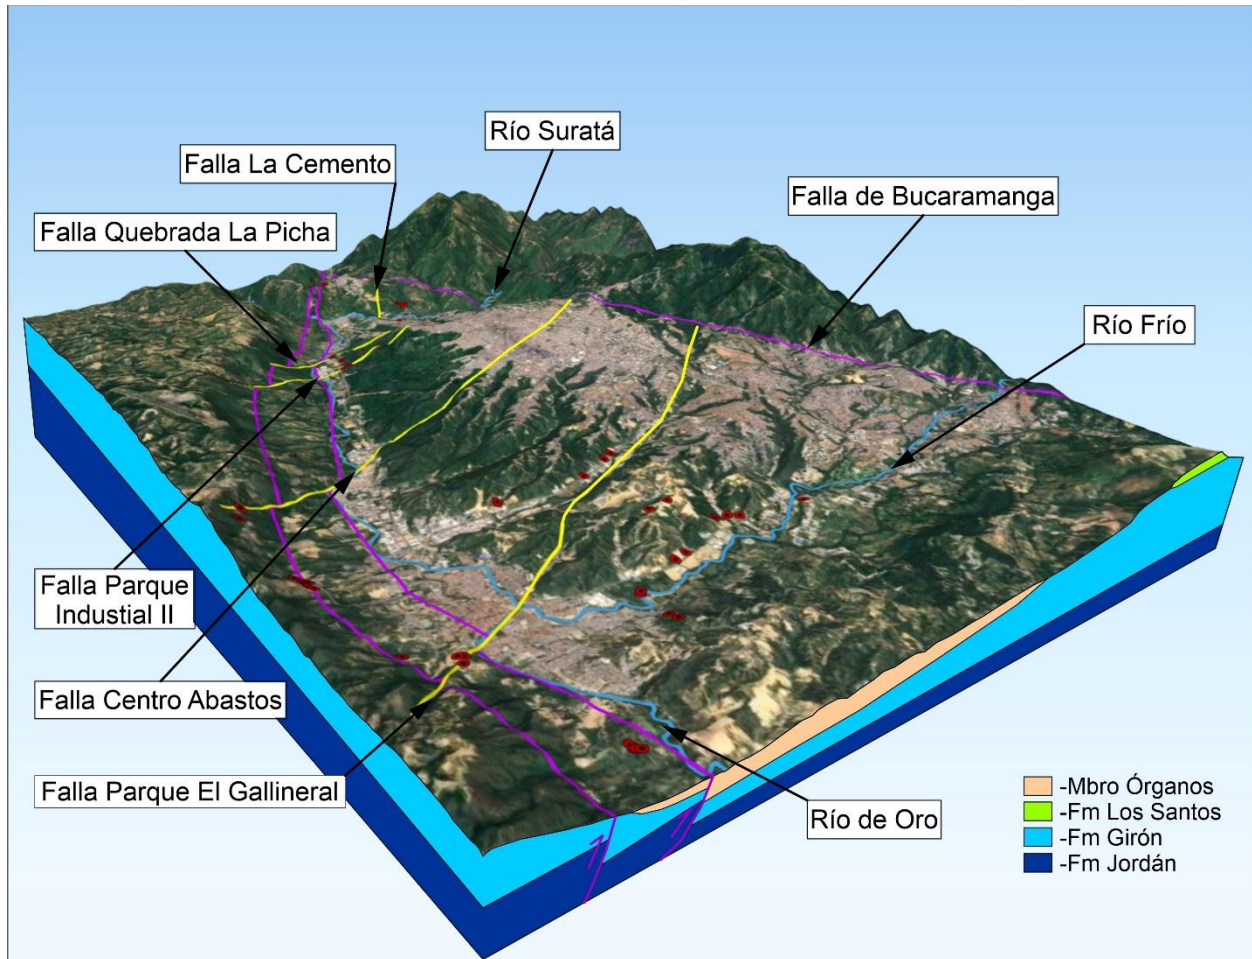 Río Suratá
Falla La Cemento
Falla de Bucaramanga
Falla Quebrada La Picha
Río Frío
Falla Parque
Industial II
Falla Centro Abastos
Falla Parque El Gallineral
Río de Oro
-Mbro Órganos
-Fm Los Santos
-Fm Girón
-Fm Jordán